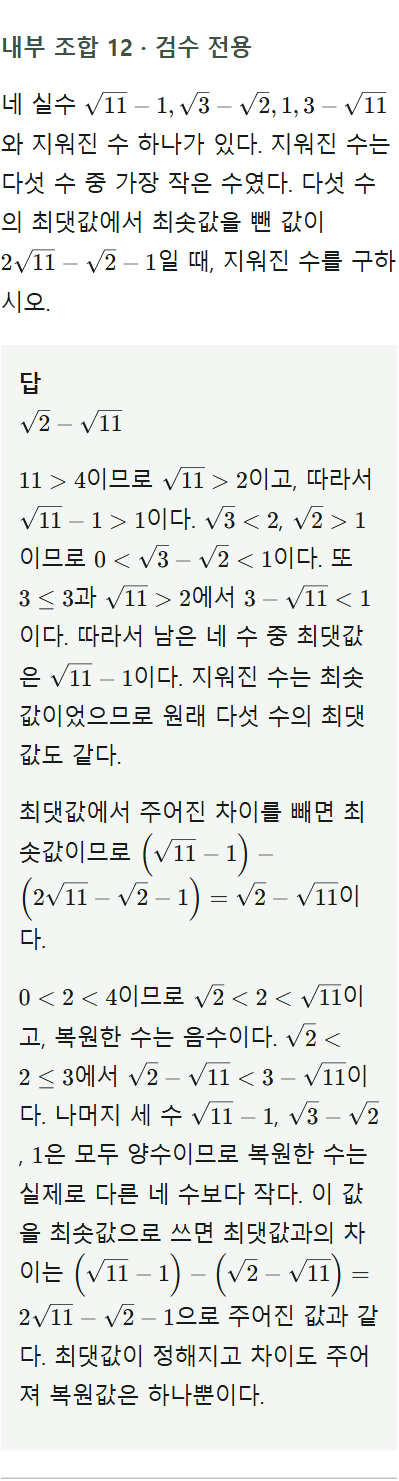 내부 조합 12 · 검수 전용
네 실수 √11 − 1, √3 − √2, 1, 3 − √11
와 지워진 수 하나가 있다. 지워진 수는
다섯 수 중 가장 작은 수였다. 다섯 수
의 최댓값에서 최솟값을 뺀 값이
2√11 − √2 − 1일 때, 지워진 수를 구하
시오.
답
√2 − √11
11 > 4이므로 √11 > 2이고, 따라서
√11 − 1 > 1이다. √3 < 2, √2 > 1
이므로 0 < √3 − √2 < 1이다. 또
3 ≤ 3과 √11 > 2에서 3 − √11 < 1
이다. 따라서 남은 네 수 중 최댓값
은 √11 − 1이다. 지워진 수는 최솟
값이었으므로 원래 다섯 수의 최댓
값도 같다.
최댓값에서 주어진 차이를 빼면 최
솟값이므로 (√11 − 1) −
(2√11 − √2 − 1) = √2 − √11이
다.
0 < 2 < 4이므로 √2 < 2 < √11이
고, 복원한 수는 음수이다. √2 <
2 ≤ 3에서 √2 − √11 < 3 − √11이
다. 나머지 세 수 √11 − 1, √3 − √2
, 1은 모두 양수이므로 복원한 수는
실제로 다른 네 수보다 작다. 이 값
을 최솟값으로 쓰면 최댓값과의 차
이는 (√11 − 1) − (√2 − √11) =
2√11 − √2 − 1으로 주어진 값과 같
다. 최댓값이 정해지고 차이도 주어
져 복원값은 하나뿐이다.